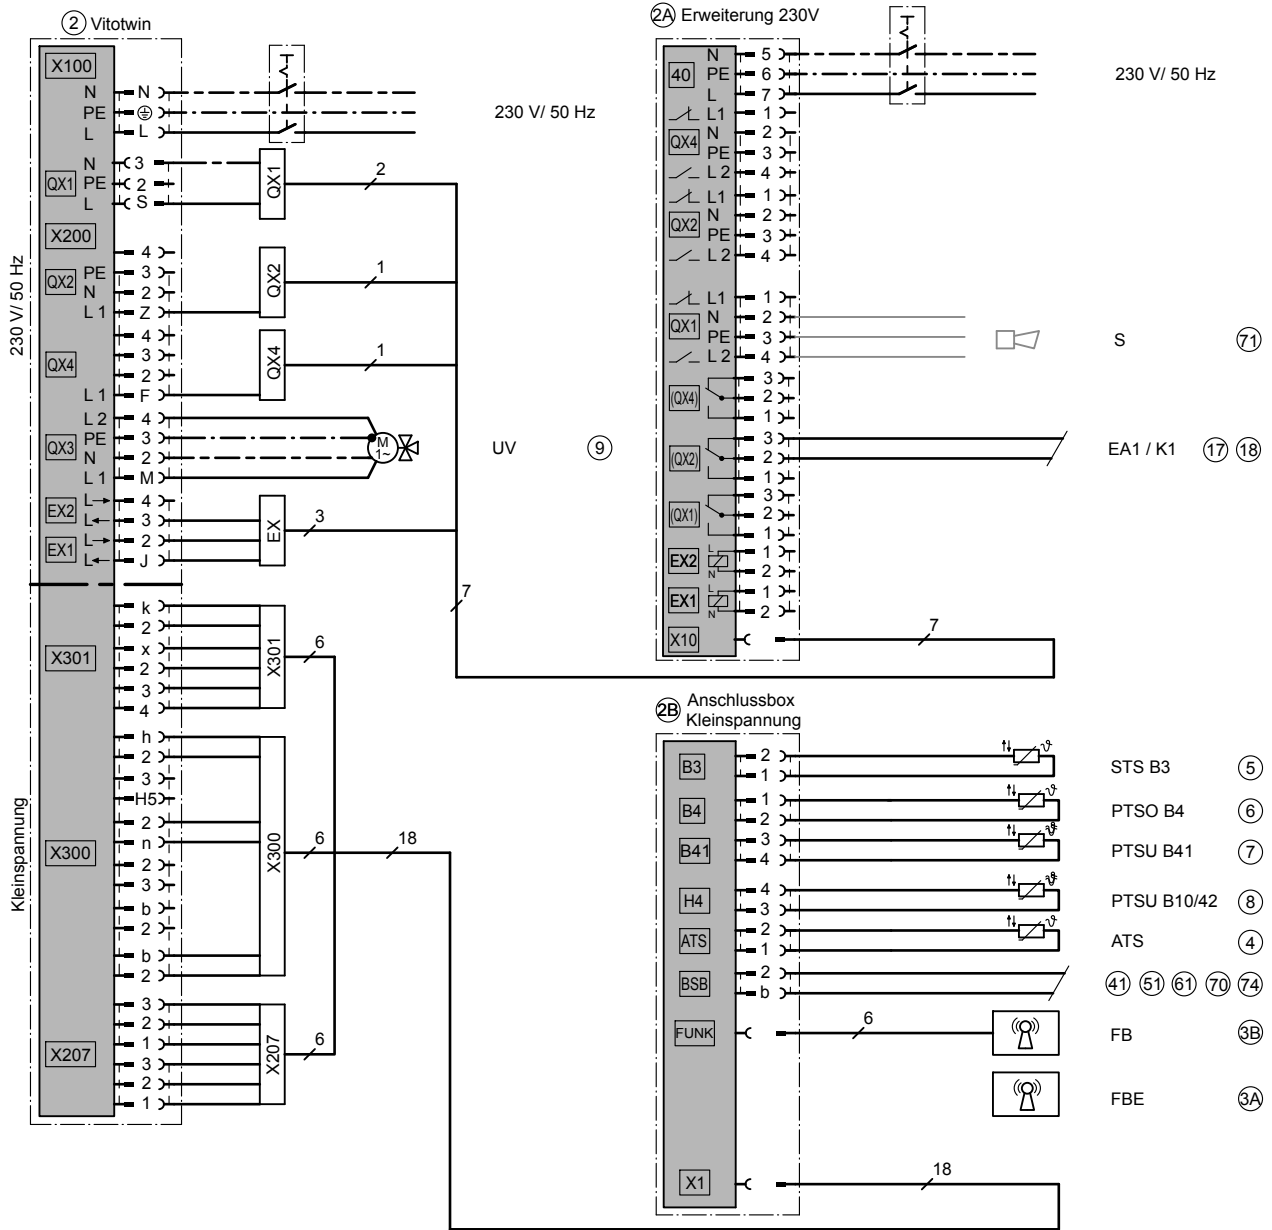 2 Vitotwin
230 V/ 50 Hz
Kleinspannung
X100
N N
PE
L L
230 V/ 50 Hz
QX1
N 3
PE 2
L S
QX1
2
X200
4
QX2
PE 3
N 2
L 1 Z
QX2
1
QX4
4
3
2
L 1 F
QX4
1
QX3
L 2 4
PE 3
N 2
L 1 M
M
1~
UV 9
EX2
L 4
L 3
EX1
L 2
L J
EX
3
7
X301
k
2
x
2
3
4
X301
6
X300
h
2
3
H5
2
n
2
3
b
2
b
2
X300
6
18
X207
3
2
1
3
2
1
X207
6
2A Erweiterung 230V
40
N 5
PE 6
L 7
230 V/ 50 Hz
QX4
L1 1
N 2
PE 3
L 2 4
QX2
L1 1
N 2
PE 3
L 2 4
QX1
L1 1
N 2
PE 3
L 2 4
S 71
(QX4)
3
2
1
(QX2)
3
2
1
EA1 / K1 17 18
(QX1)
3
2
1
EX2
L 1
N 2
EX1
L 1
N 2
X10
7
2B Anschlussbox
Kleinspannung
B3
2
1
ϑ
STS B3 5
B4
1
2
ϑ
PTSO B4 6
B41
3
4
ϑ
PTSU B41 7
H4
4
3
ϑ
PTSU B10/42 8
ATS
2
1
ϑ
ATS 4
BSB
2
b
41 51 61 70 74
FUNK
6
FB 3B
FBE 3A
X1
18